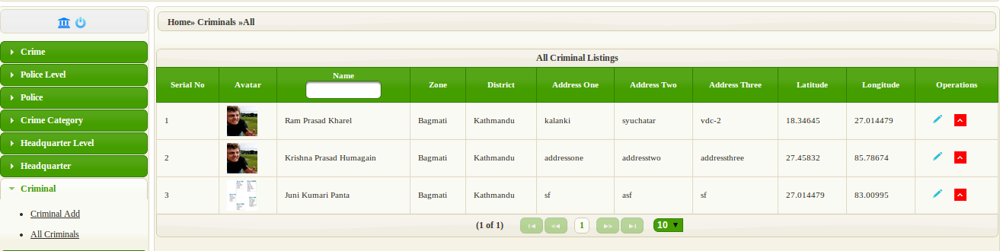 Home» Criminals »All
Crime
Police Level
Police
Crime Category
Headquarter Level
Headquarter
Criminal
Criminal Add
All Criminals
All Criminal Listings
Serial No Avatar Name Zone District Address One Address Two Address Three Latitude Longitude Operations
1 Ram Prasad Kharel Bagmati Kathmandu kalanki syuchatar vdc-2 18.34645 27.014479
2 Krishna Prasad Humagain Bagmati Kathmandu addressone addresstwo addressthree 27.45832 85.78674
3 Juni Kumari Panta Bagmati Kathmandu sf asf sf 27.014479 83.00995
(1 of 1) 1 10